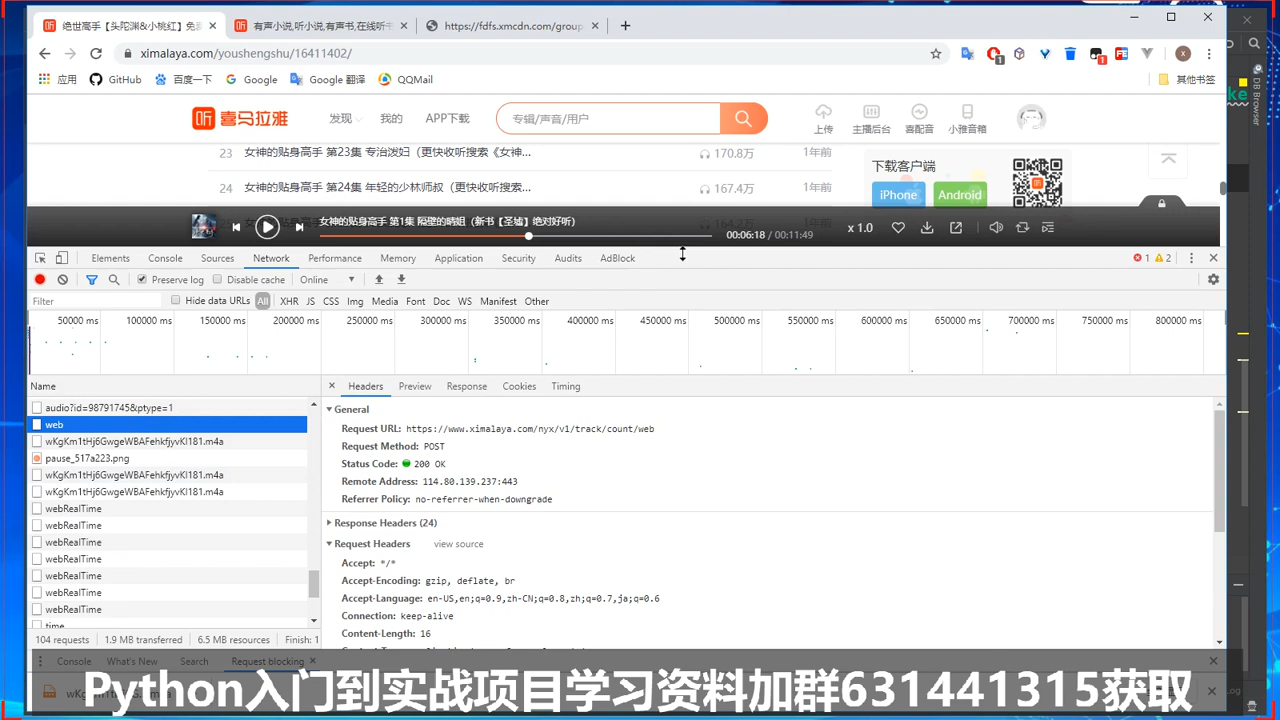 绝世高手【头陀渊&小桃红】免
有声小说,听小说,有声书,在线听书
https://fdfs.xmcdn.com/group
ximalaya.com/youshengshu/16411402/
应用 GitHub 百度一下 Google Google 翻译 QQMail 其他书签
听 喜马拉雅 发现 我的 APP下载 专辑/声音/用户 上传 主播后台 喜配音 小雅音箱
23 女神的贴身高手 第23集 专治泼妇（更快收听搜索《女神... 170.8万 1年前
下载客户端
24 女神的贴身高手 第24集 年轻的少林师叔（更快收听搜索... 167.4万 1年前
iPhone Android
女神的贴身高手 第1集 隔壁的晴姐（新书【圣墟】绝对好听）
00:06:18 / 00:11:49 x 1.0
Elements Console Sources Network Performance Memory Application Security Audits AdBlock 1 2
Preserve log Disable cache Online
Filter Hide data URLs All XHR JS CSS Img Media Font Doc WS Manifest Other
50000 ms 100000 ms 150000 ms 200000 ms 250000 ms 300000 ms 350000 ms 400000 ms 450000 ms 500000 ms 550000 ms 600000 ms 650000 ms 700000 ms 750000 ms 800000 ms
Name
audio?id=98791745&ptype=1
web
wKgKm1tHj6GwgeWBAFehkfjyvKI181.m4a
pause_517a223.png
wKgKm1tHj6GwgeWBAFehkfjyvKI181.m4a
wKgKm1tHj6GwgeWBAFehkfjyvKI181.m4a
webRealTime
webRealTime
webRealTime
webRealTime
webRealTime
webRealTime
webRealTime
time
104 requests 1.9 MB transferred 6.5 MB resources Finish: 1
Headers Preview Response Cookies Timing
General
Request URL: https://www.ximalaya.com/nyx/v1/track/count/web
Request Method: POST
Status Code: 200 OK
Remote Address: 114.80.139.237:443
Referrer Policy: no-referrer-when-downgrade
Response Headers (24)
Request Headers view source
Accept: */*
Accept-Encoding: gzip, deflate, br
Accept-Language: en-US,en;q=0.9,zh-CN;q=0.8,zh;q=0.7,ja;q=0.6
Connection: keep-alive
Content-Length: 16
Console What's New Search Request blocking
Python入门到实战项目学习资料加群631441315获取
DB Browser